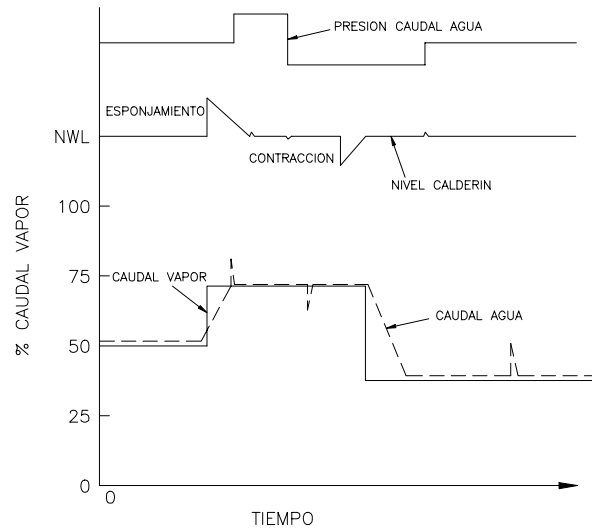 PRESION CAUDAL AGUA
ESPONJAMIENTO
NWL
CONTRACCION
NIVEL CALDERIN
100
75
CAUDAL VAPOR
CAUDAL AGUA
50
25
0
0
% CAUDAL VAPOR
TIEMPO